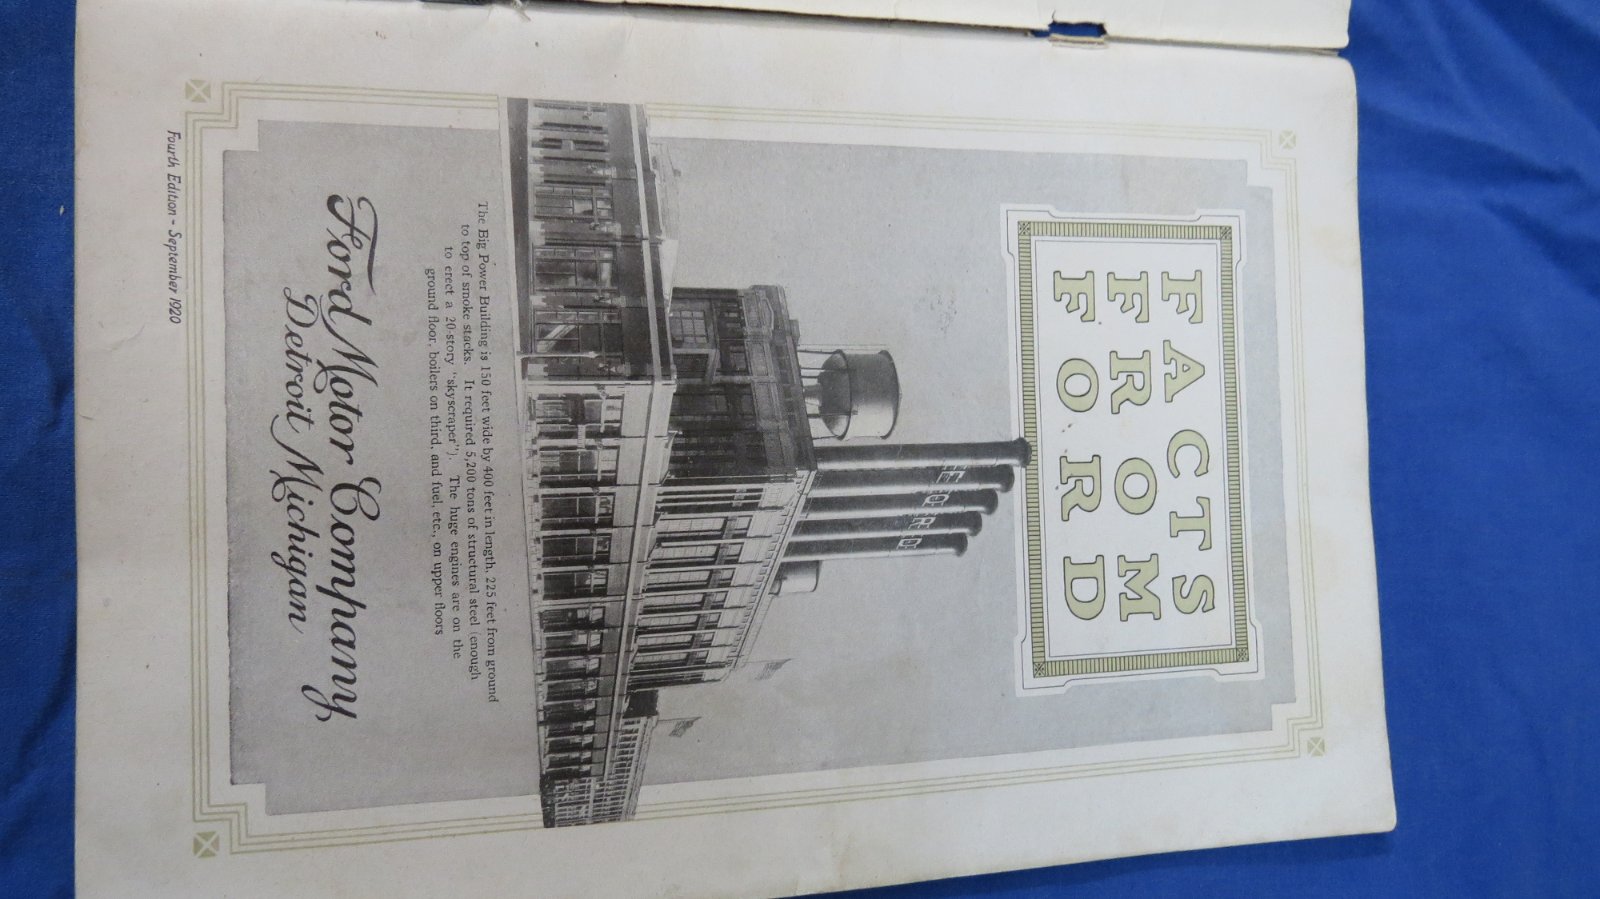 FACTS
FROM
FORD
FORD
The Big Power Building is 150 feet wide by 400 feet in length, 225 feet from ground
to top of smoke stacks. It required 5,200 tons of structural steel (enough
to erect a 20-story "skyscraper"). The huge engines are on the
ground floor, boilers on third, and fuel, etc., on upper floors
Ford Motor Company,
Detroit Michigan
Fourth Edition - September 1920